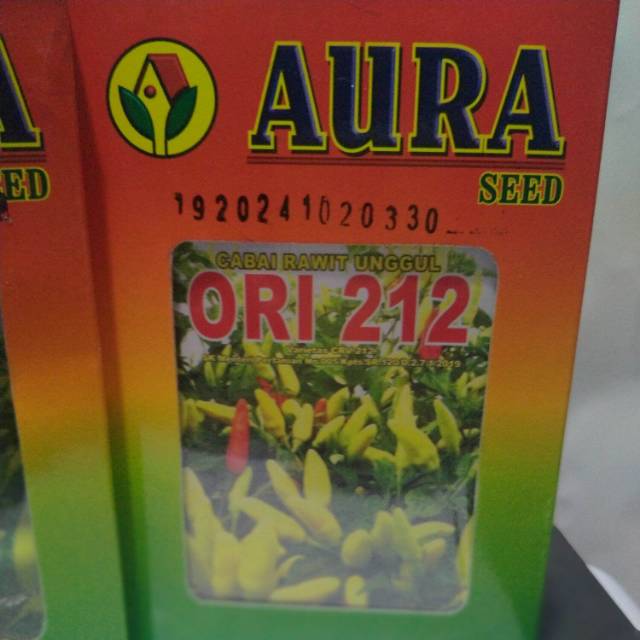 AURA
SEED
1920241020330
CABAI RAWIT UNGGUL
ORI 212